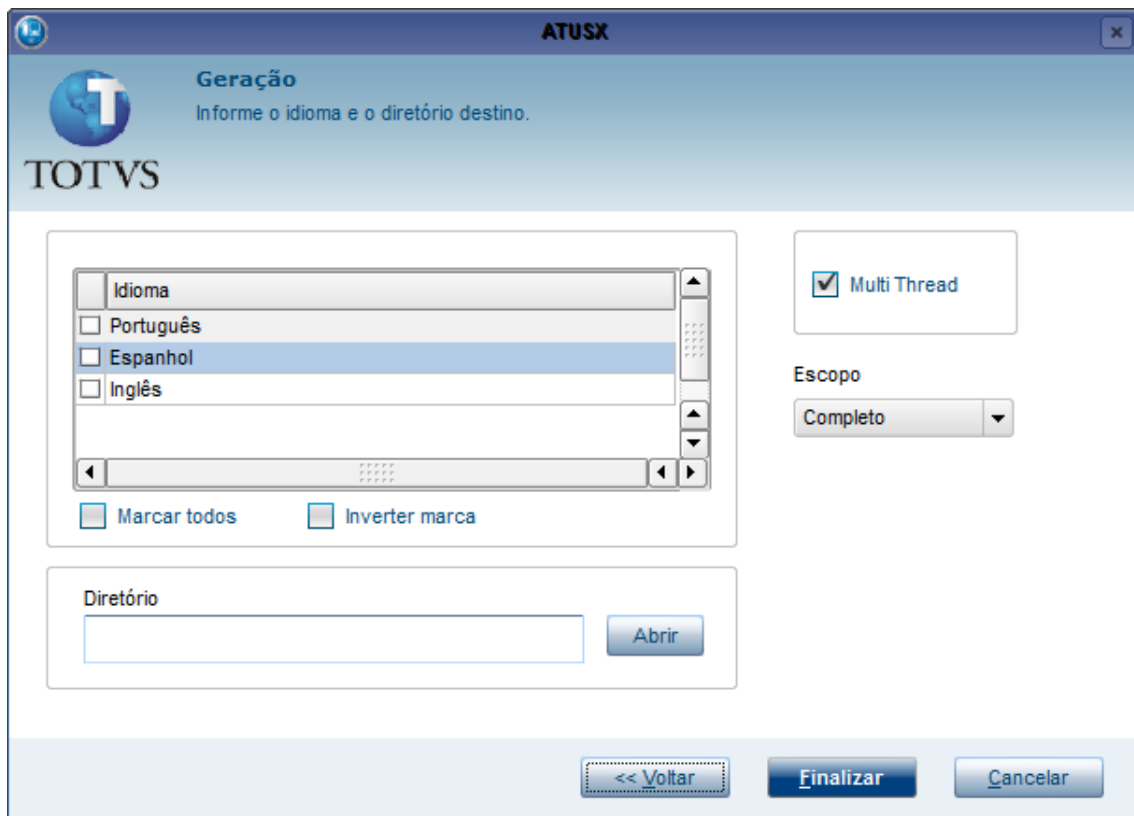 ATUSX
Geração
Informe o idioma e o diretório destino.
TOTVS
Idioma
Português
Espanhol
Inglês
Marcar todos
Inverter marca
Multi Thread
Escopo
Completo
Diretório
Abrir
<< Voltar
Finalizar
Cancelar